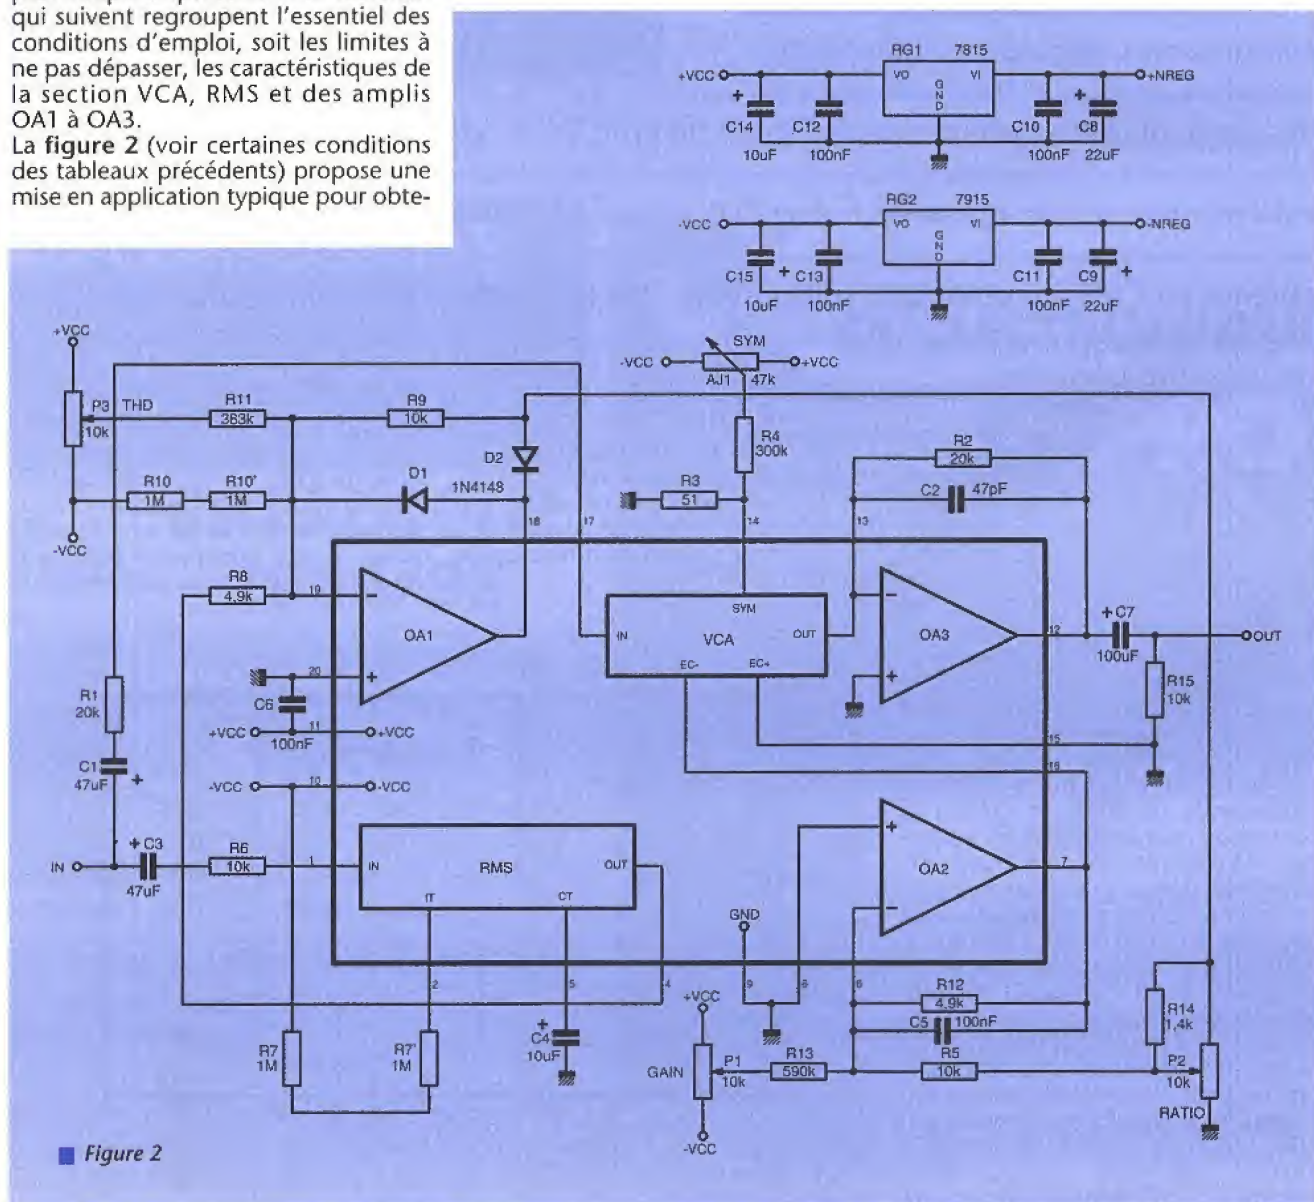 qui suivent regroupent l'essentiel des
conditions d'emploi, soit les limites à
ne pas dépasser, les caractéristiques de
la section VCA, RMS et des amplis
OA1 à OA3.
La figure 2 (voir certaines conditions
des tableaux précédents) propose une
mise en application typique pour obte-
RG1 7815
+VCC VO GND VI +NREG
+ C14 C12 C10 + C8
10uF 100nF 100nF 22uF
RG2 7915
-VCC VO GND VI -NREG
C15 + C13 C11 C9 +
10uF 100nF 100nF 22uF
+VCC
P3 THD
10k
R11
383k
R9
10k
D2
D1
1N4148
R10
1M
R10'
1M
-VCC
18
17
SYM
-VCC +VCC
AJ1 47k
R4
300k
R3
51
14
13
R2
20k
C2 47pF
R8
4,9k
19
-
OA1
20
+
C6
100nF
+VCC 11 +VCC
-VCC 10 -VCC
R1
20k
C1
47uF +
SYM
IN VCA OUT
EC- EC+
-
OA3
+
12
+ C7
100uF
OUT
R15
10k
15
16
IN
+ C3
47uF
R6
10k
1
IN RMS OUT
IT CT
+
OA2
-
7
GND
2
5
4
9
6
R7
1M
R7'
1M
+
C4
10uF
+VCC
GAIN
P1
10k
-VCC
R13
590k
R12
4,9k
C5 100nF
R5
10k
R14
1,4k
P2
10k
RATIO
Figure 2